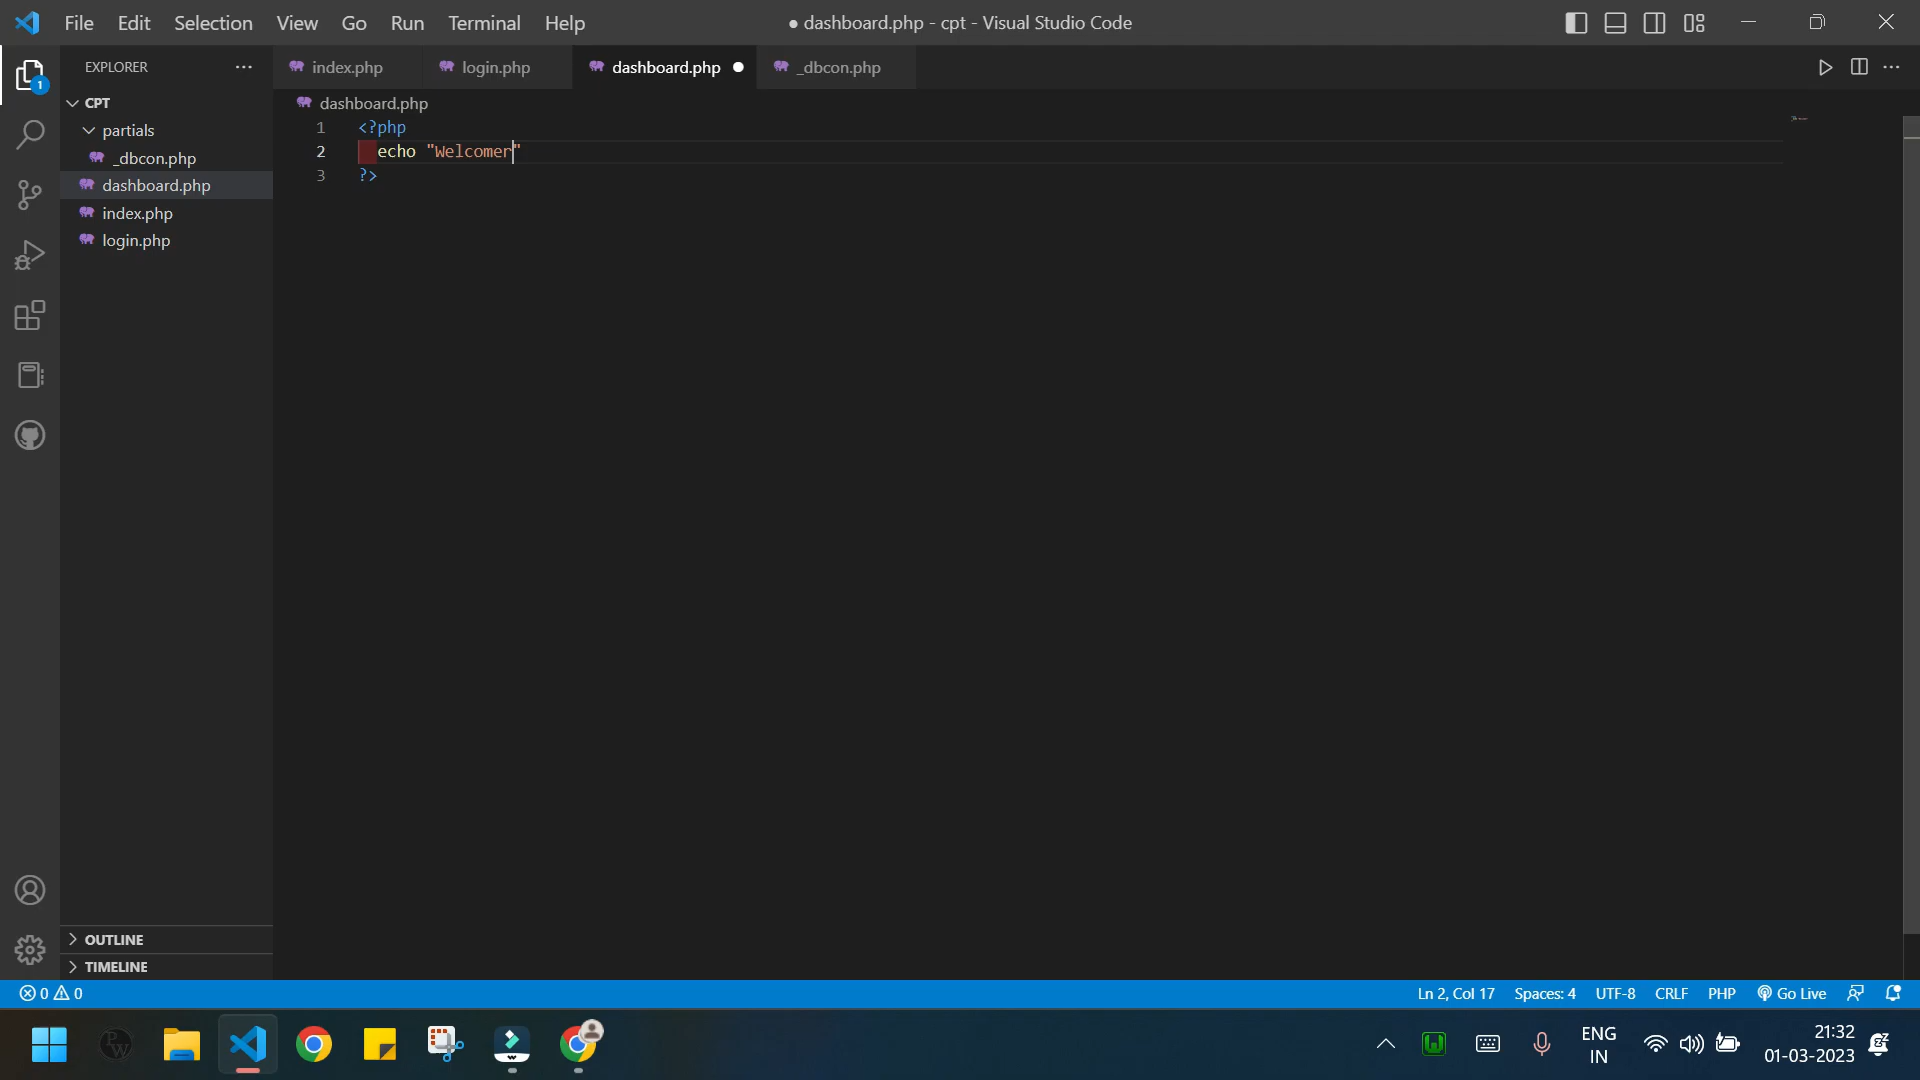 File Edit Selection View Go Run Terminal Help
● dashboard.php - cpt - Visual Studio Code
EXPLORER
index.php
login.php
dashboard.php
_dbcon.php
CPT
partials
_dbcon.php
dashboard.php
index.php
login.php
dashboard.php
1 <?php
2 echo "Welcomer"
3 ?>
1
OUTLINE
TIMELINE
0 0
Ln 2, Col 17 Spaces: 4 UTF-8 CRLF PHP Go Live
PW
W
ENG
IN
21:32
01-03-2023